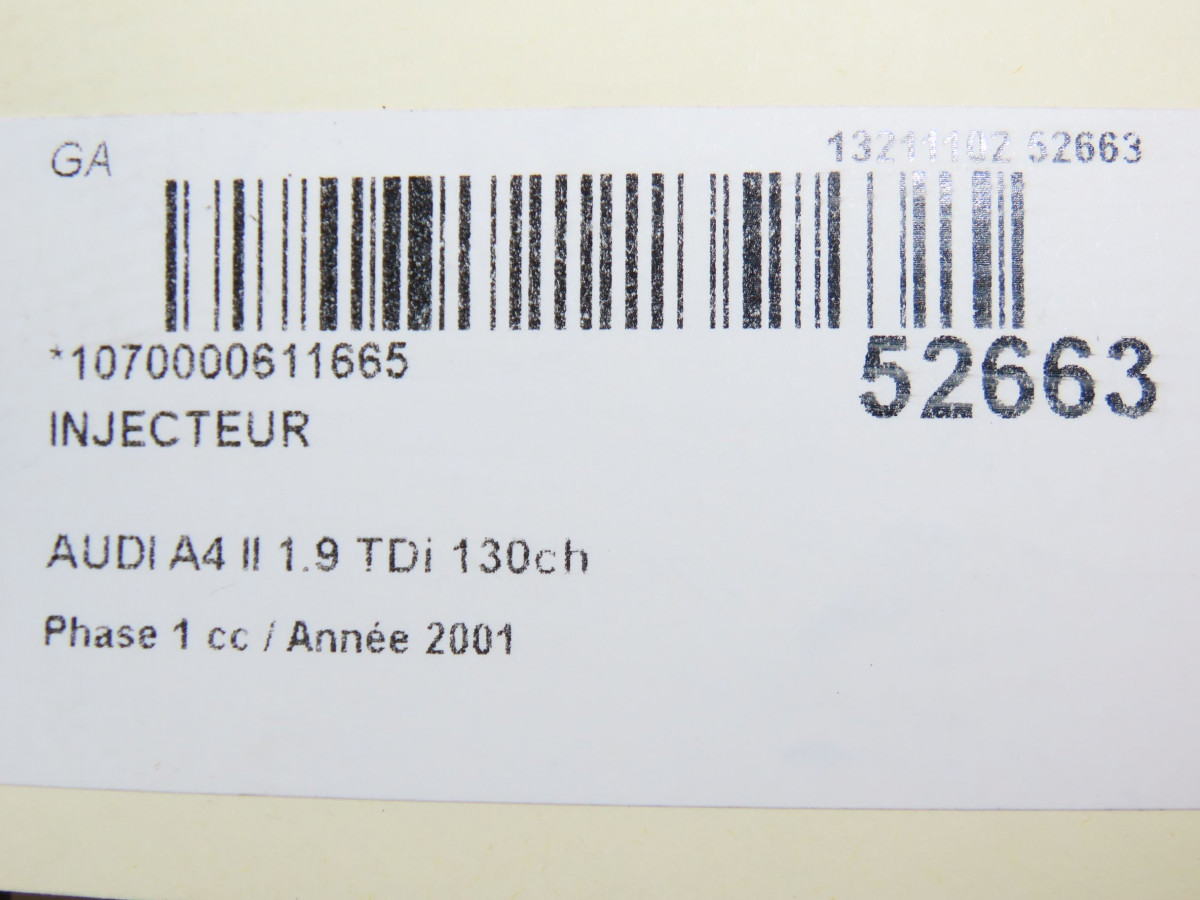 GA
13211102 52663
*1070000611665
52663
INJECTEUR
AUDI A4 II 1.9 TDi 130ch
Phase 1 cc / Année 2001